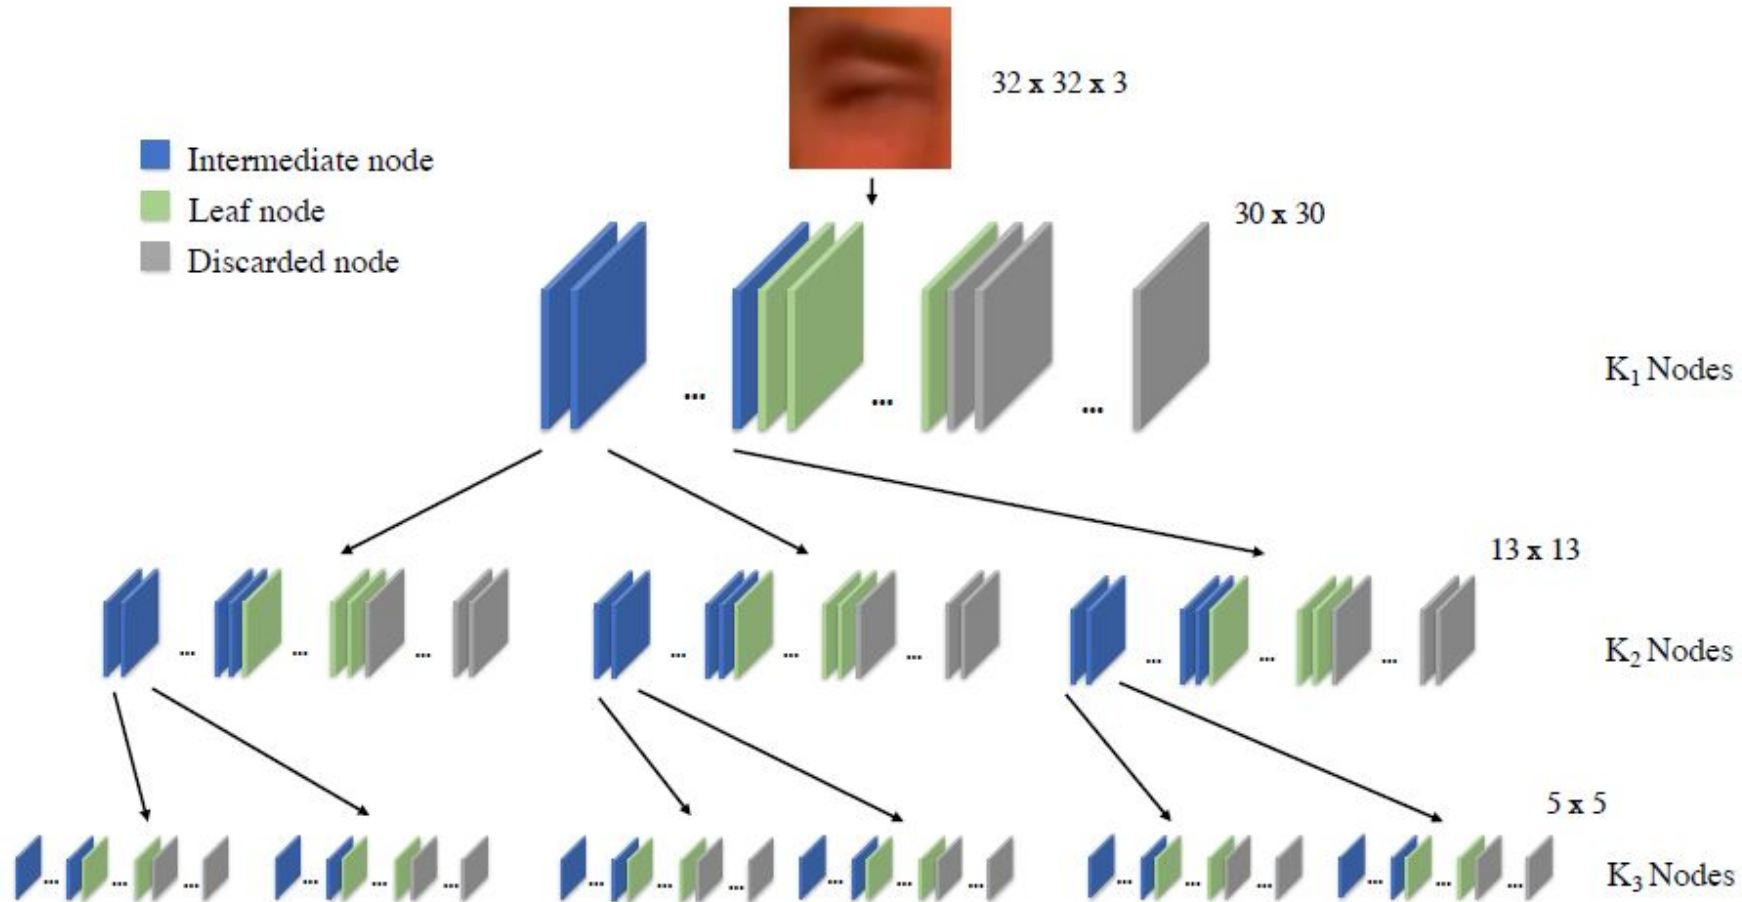 32 x 32 x 3
Intermediate node
Leaf node
Discarded node
30 x 30
...
...
...
K₁ Nodes
13 x 13
... ... ... ... ... ... ... ... ...
K₂ Nodes
5 x 5
... ... ... ... ... ... ... ... ... ... ... ... ... ... ... ... ... ...
K₃ Nodes